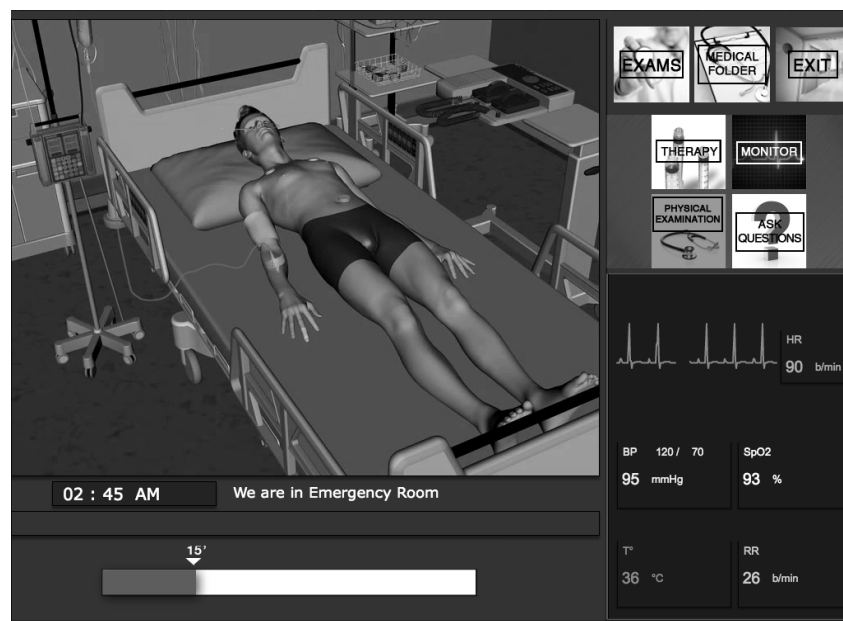 EXAMS
MEDICAL
FOLDER
EXIT
THERAPY
MONITOR
PHYSICAL
EXAMINATION
ASK
QUESTIONS
HR
90 b/min
BP 120 / 70
95 mmHg
SpO2
93 %
T°
36 °C
RR
26 b/min
02 : 45 AM
We are in Emergency Room
15'